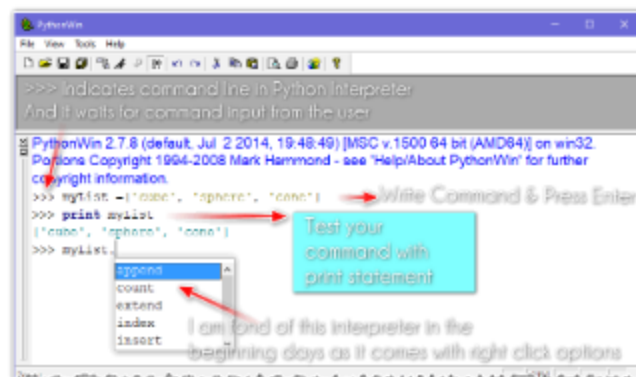 PythonWin
File View Tools Help
>>> Indicates command line in Python Interpreter
And it waits for command input from the user
PythonWin 2.7.8 (default, Jul 2 2014, 19:48:49) [MSC v.1500 64 bit (AMD64)] on win32.
Portions Copyright 1994-2008 Mark Hammond - see 'Help/About PythonWin' for further
copyright information.
>>> mylist =["cube", "sphere", "cone"] Write Command & Press Enter
>>> print mylist
['cube', 'sphere', 'cone']
>>> mylist.
Test your
command with
print statement
append
count
extend
index
insert
I am fond of this interpreter in the
beginning days as it comes with right click options